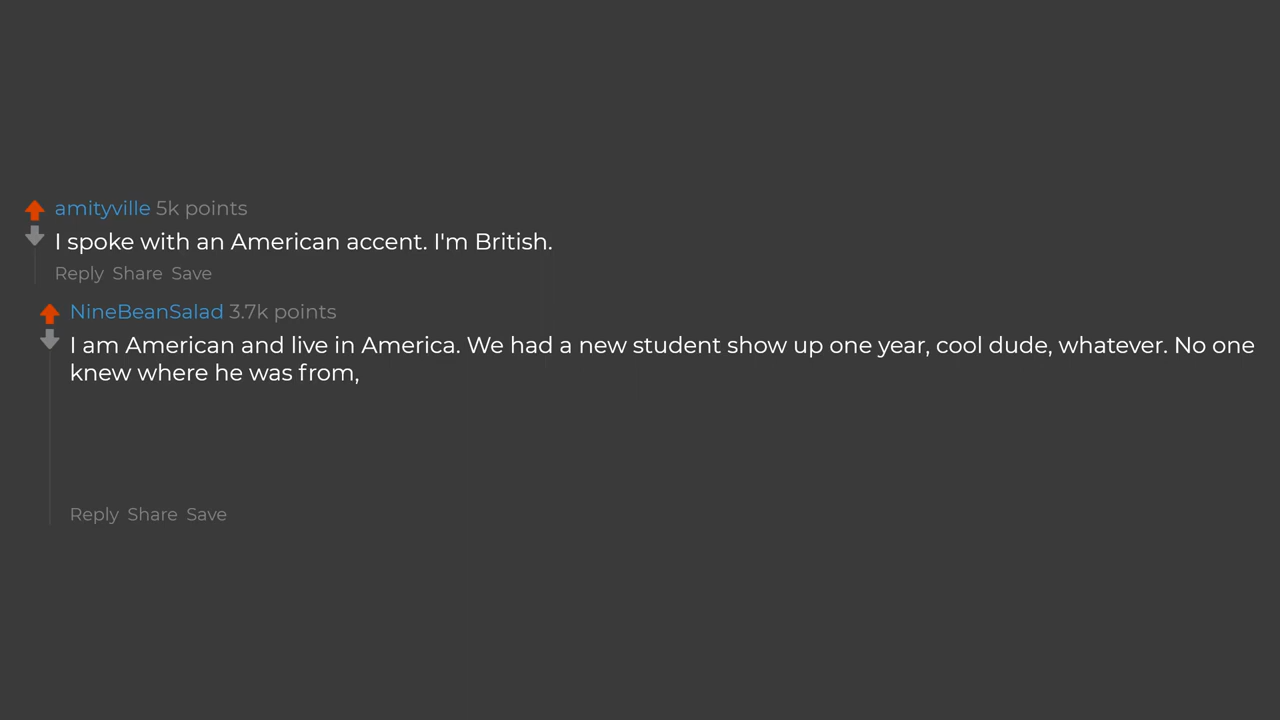 amityville 5k points
I spoke with an American accent. I'm British.
Reply Share Save
NineBeanSalad 3.7k points
I am American and live in America. We had a new student show up one year, cool dude, whatever. No one
knew where he was from,
Reply Share Save